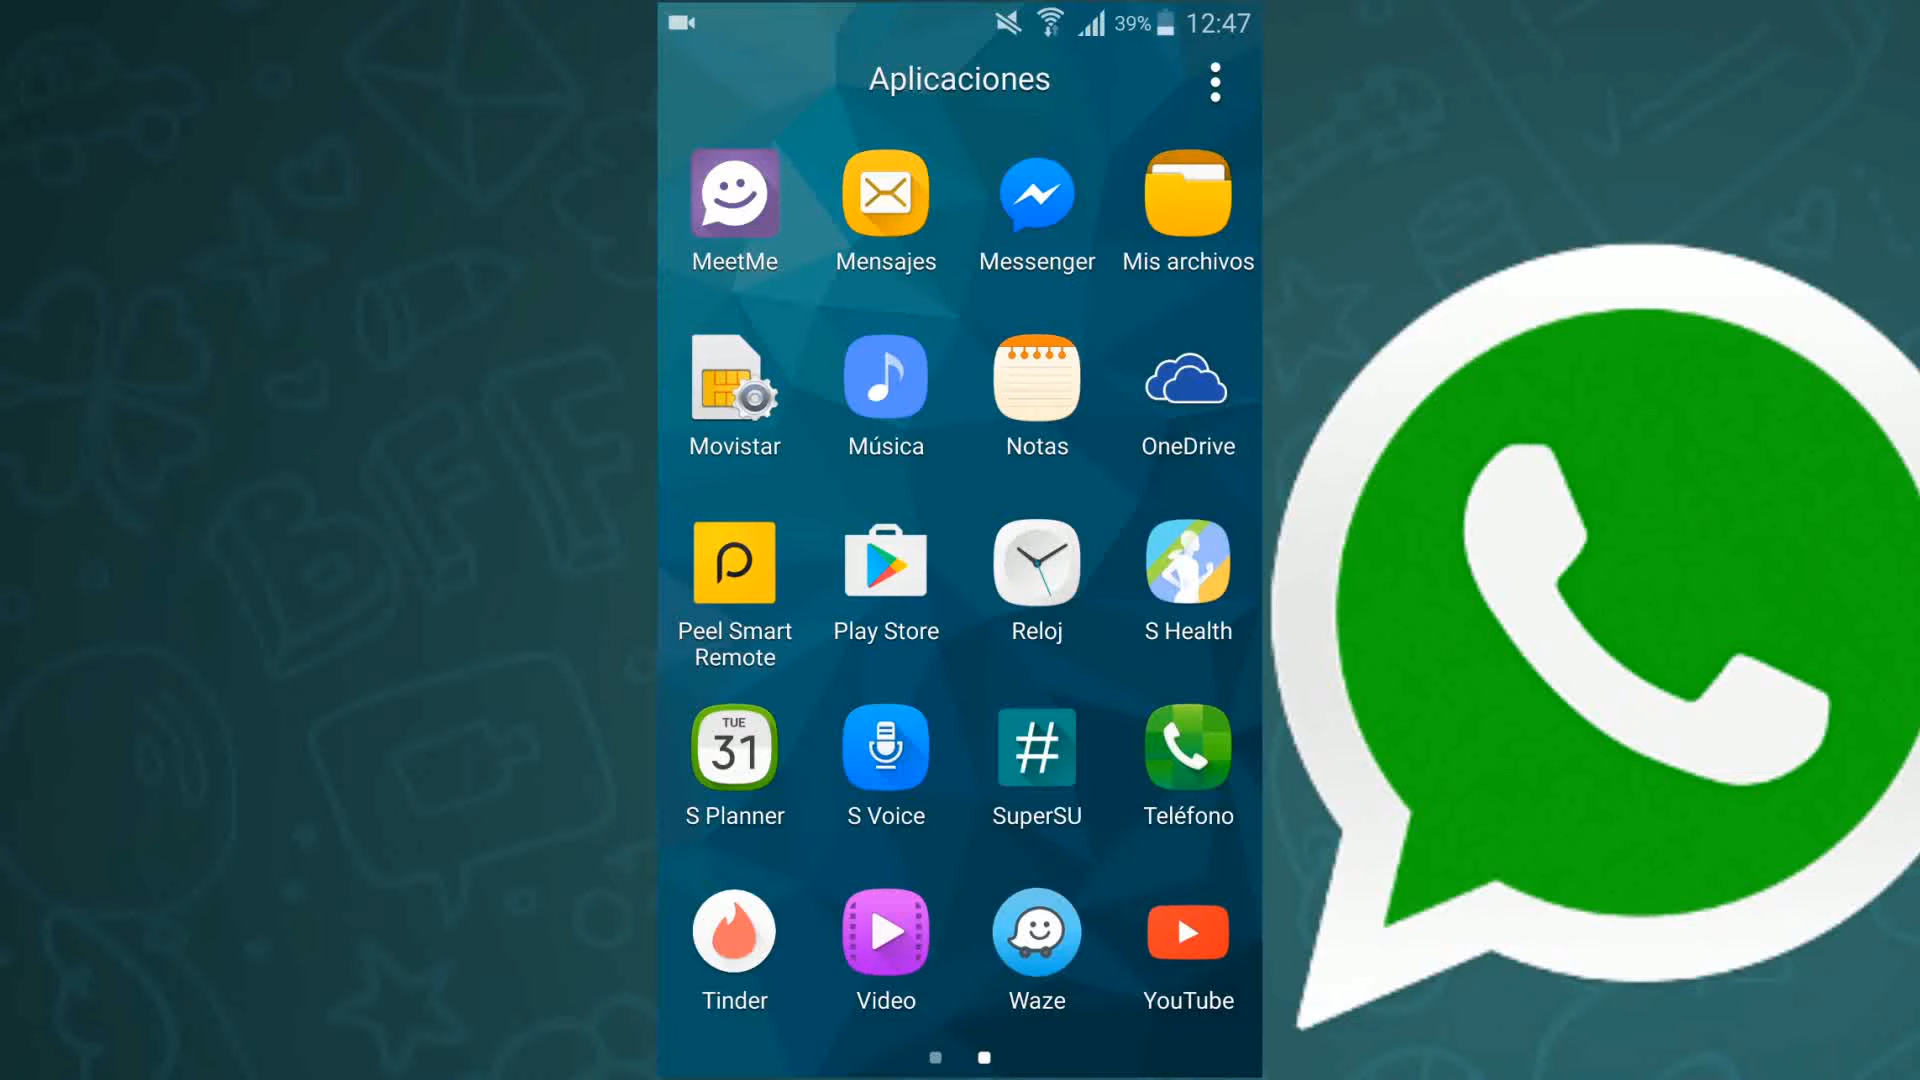 39% 12:47
Aplicaciones
MeetMe Mensajes Messenger Mis archivos
Movistar Música Notas OneDrive
Peel Smart Remote Play Store Reloj S Health
TUE
31
S Planner S Voice SuperSU Teléfono
Tinder Video Waze YouTube
BFF